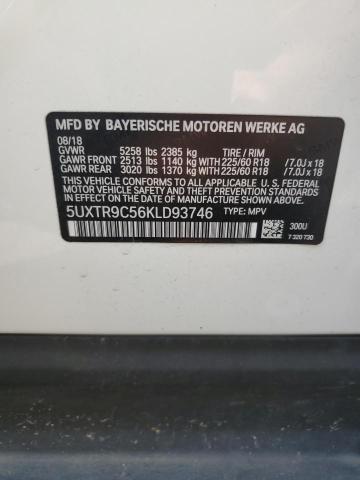 MFD BY BAYERISCHE MOTOREN WERKE AG
08/18
GVWR 5258 lbs 2385 kg TIRE / RIM
GAWR FRONT 2513 lbs 1140 kg WITH 225/60 R18 / 7.0J x 18
GAWR REAR 3020 lbs 1370 kg WITH 225/60 R18 / 7.0J x 18
THIS VEHICLE CONFORMS TO ALL APPLICABLE U.S. FEDERAL
MOTOR VEHICLE SAFETY, BUMPER, AND THEFT PREVENTION STANDARDS
IN EFFECT ON THE DATE OF MANUFACTURE SHOWN ABOVE.
5UXTR9C56KLD93746 TYPE: MPV
300U
7 320 730